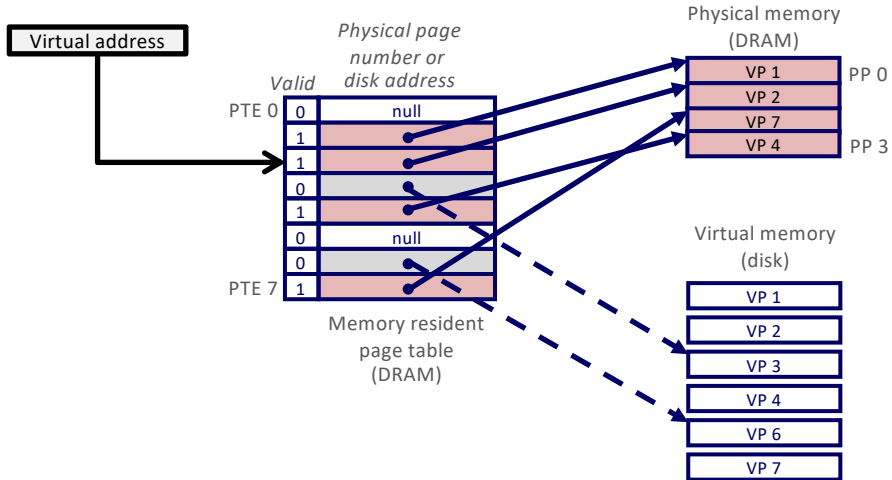 Virtual address
Physical page
number or
disk address
Valid
PTE 0
0
null
1
1
0
1
0
null
0
PTE 7
1
Memory resident
page table
(DRAM)
Physical memory
(DRAM)
VP 1
PP 0
VP 2
VP 7
VP 4
PP 3
Virtual memory
(disk)
VP 1
VP 2
VP 3
VP 4
VP 6
VP 7